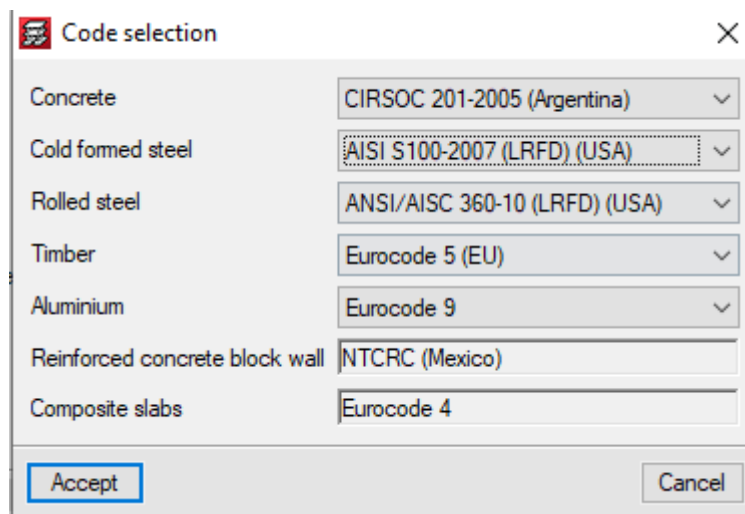 Code selection
Concrete CIRSOC 201-2005 (Argentina)
Cold formed steel AISI S100-2007 (LRFD) (USA)
Rolled steel ANSI/AISC 360-10 (LRFD) (USA)
Timber Eurocode 5 (EU)
Aluminium Eurocode 9
Reinforced concrete block wall NTCRC (Mexico)
Composite slabs Eurocode 4
Accept Cancel